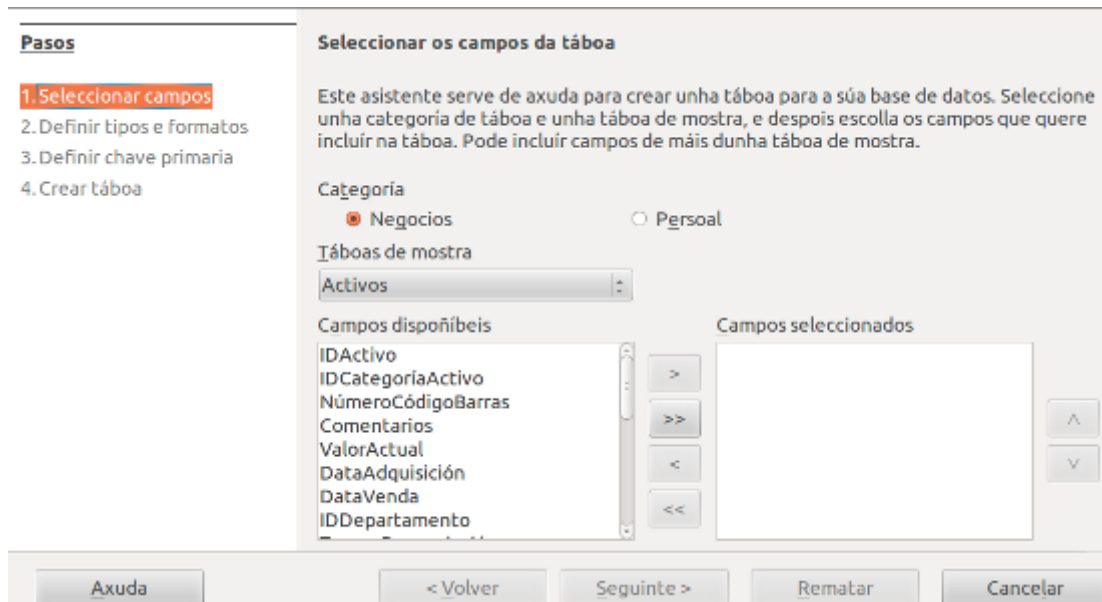 Pasos
1. Seleccionar campos
2. Definir tipos e formatos
3. Definir chave primaria
4. Crear táboa
Seleccionar os campos da táboa
Este asistente serve de axuda para crear unha táboa para a súa base de datos. Seleccione
unha categoría de táboa e unha táboa de mostra, e despois escolla os campos que quere
incluír na táboa. Pode incluír campos de máis dunha táboa de mostra.
Categoría
Negocios Persoal
Táboas de mostra
Activos
Campos dispoñíbeis Campos seleccionados
IDActivo
IDCategoríaActivo
NúmeroCódigoBarras
Comentarios
ValorActual
DataAdquisición
DataVenda
IDDepartamento
>
>>
<
<<
Axuda < Volver Seguinte > Rematar Cancelar